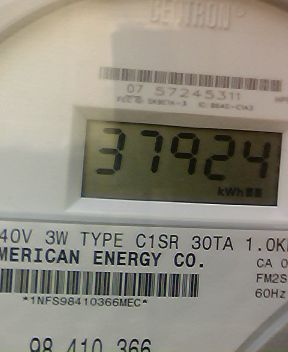 CENTRON
07 57245311
37924
kWh
40V 3W TYPE C1SR 30TA 1.0K
MERICAN ENERGY CO.
CA 0
FM2S
60Hz
*1NFS98410366MEC*
98 410 366